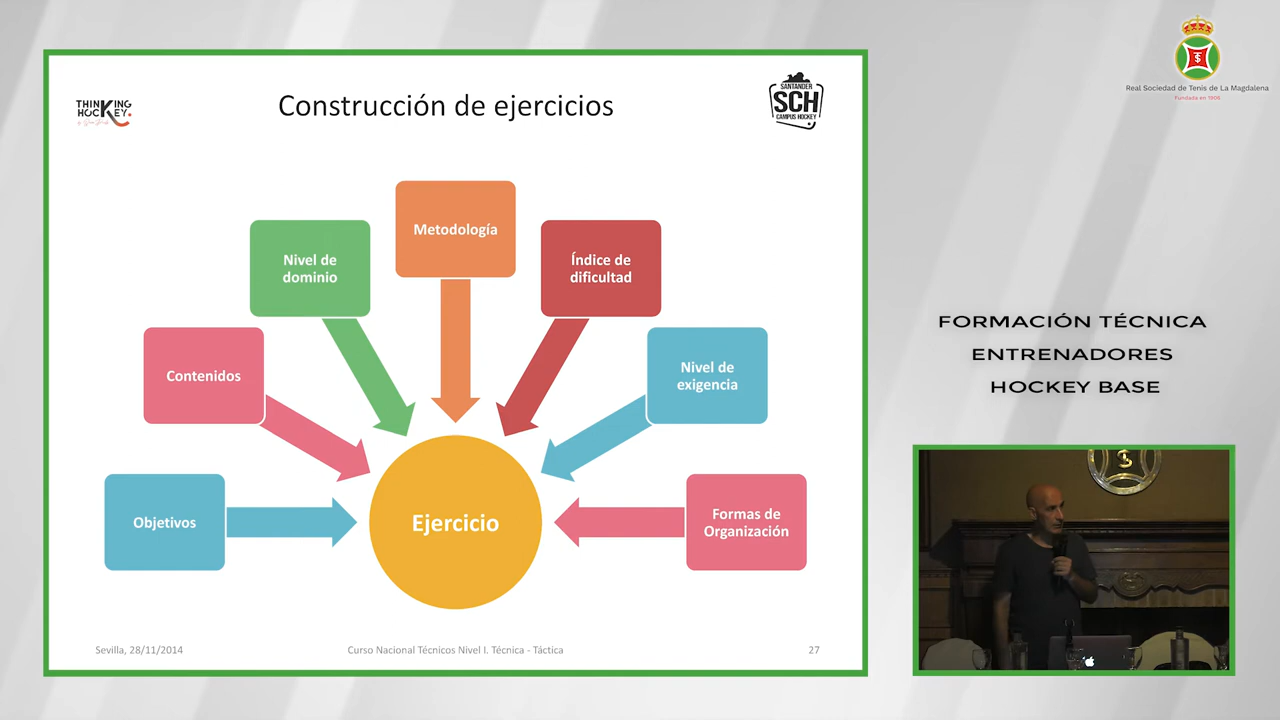 THINKING
HOCKEY.
Construcción de ejercicios
SANTANDER
SCH
CAMPUS HOCKEY
Real Sociedad de Tenis de La Magdalena
Fundada en 1906
Metodología
Nivel de
dominio
Índice de
dificultad
Contenidos
Nivel de
exigencia
Objetivos
Ejercicio
Formas de
Organización
Sevilla, 28/11/2014
Curso Nacional Técnicos Nivel I. Técnica - Táctica
27
FORMACIÓN TÉCNICA
ENTRENADORES
HOCKEY BASE